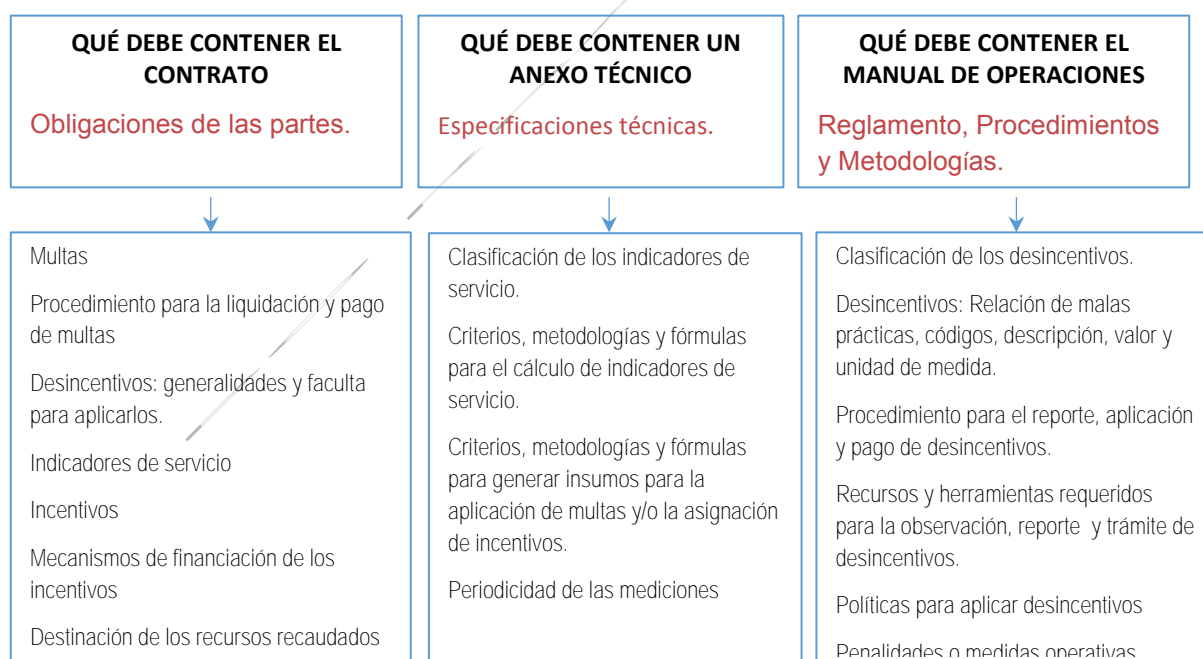 QUÉ DEBE CONTENER EL
CONTRATO
Obligaciones de las partes.
QUÉ DEBE CONTENER UN
ANEXO TÉCNICO
Especificaciones técnicas.
QUÉ DEBE CONTENER EL
MANUAL DE OPERACIONES
Reglamento, Procedimientos
y Metodologías.
Multas
Procedimiento para la liquidación y pago
de multas
Desincentivos: generalidades y faculta
para aplicarlos.
Indicadores de servicio
Incentivos
Mecanismos de financiación de los
incentivos
Destinación de los recursos recaudados
Clasificación de los indicadores de
servicio.
Criterios, metodologías y fórmulas
para el cálculo de indicadores de
servicio.
Criterios, metodologías y fórmulas
para generar insumos para la
aplicación de multas y/o la asignación
de incentivos.
Periodicidad de las mediciones
Clasificación de los desincentivos.
Desincentivos: Relación de malas
prácticas, códigos, descripción, valor y
unidad de medida.
Procedimiento para el reporte, aplicación
y pago de desincentivos.
Recursos y herramientas requeridos
para la observación, reporte y trámite de
desincentivos.
Políticas para aplicar desincentivos
Penalidades o medidas operativas